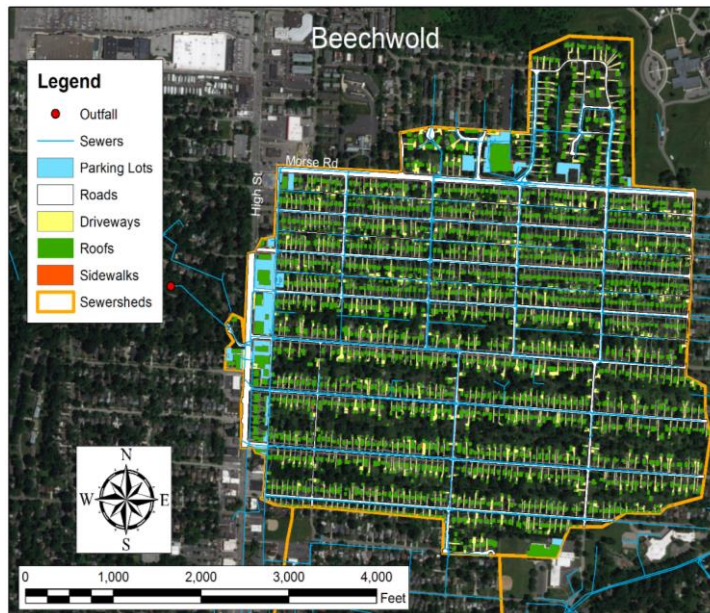 Beechwold
Legend
Outfall
Sewers
Parking Lots
Roads
Driveways
Roofs
Sidewalks
Sewersheds
Morse Rd
High St
N
W E
S
0 1,000 2,000 3,000 4,000
Feet